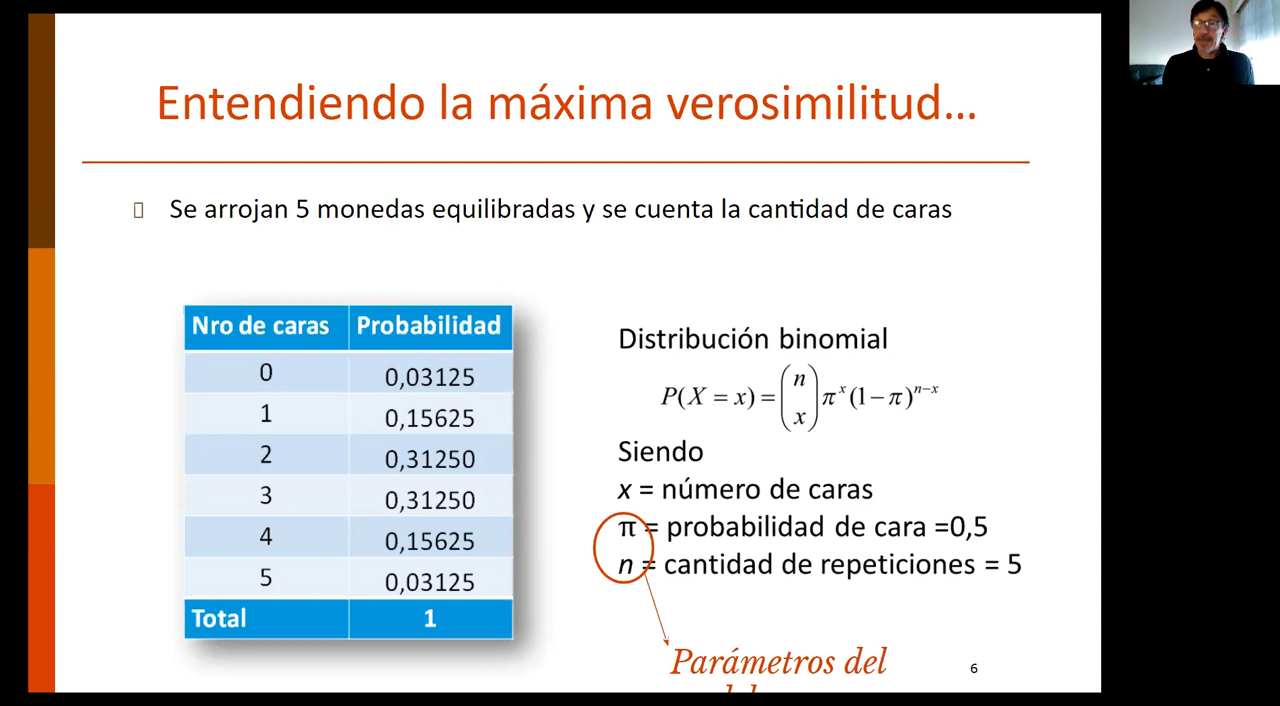 Entendiendo la máxima verosimilitud...
Se arrojan 5 monedas equilibradas y se cuenta la cantidad de caras
Nro de caras Probabilidad
0 0,03125
1 0,15625
2 0,31250
3 0,31250
4 0,15625
5 0,03125
Total 1
Distribución binomial
P(X = x) = (n x) π^x (1 − π)^(n−x)
Siendo
x = número de caras
π = probabilidad de cara =0,5
n = cantidad de repeticiones = 5
Parámetros del
6